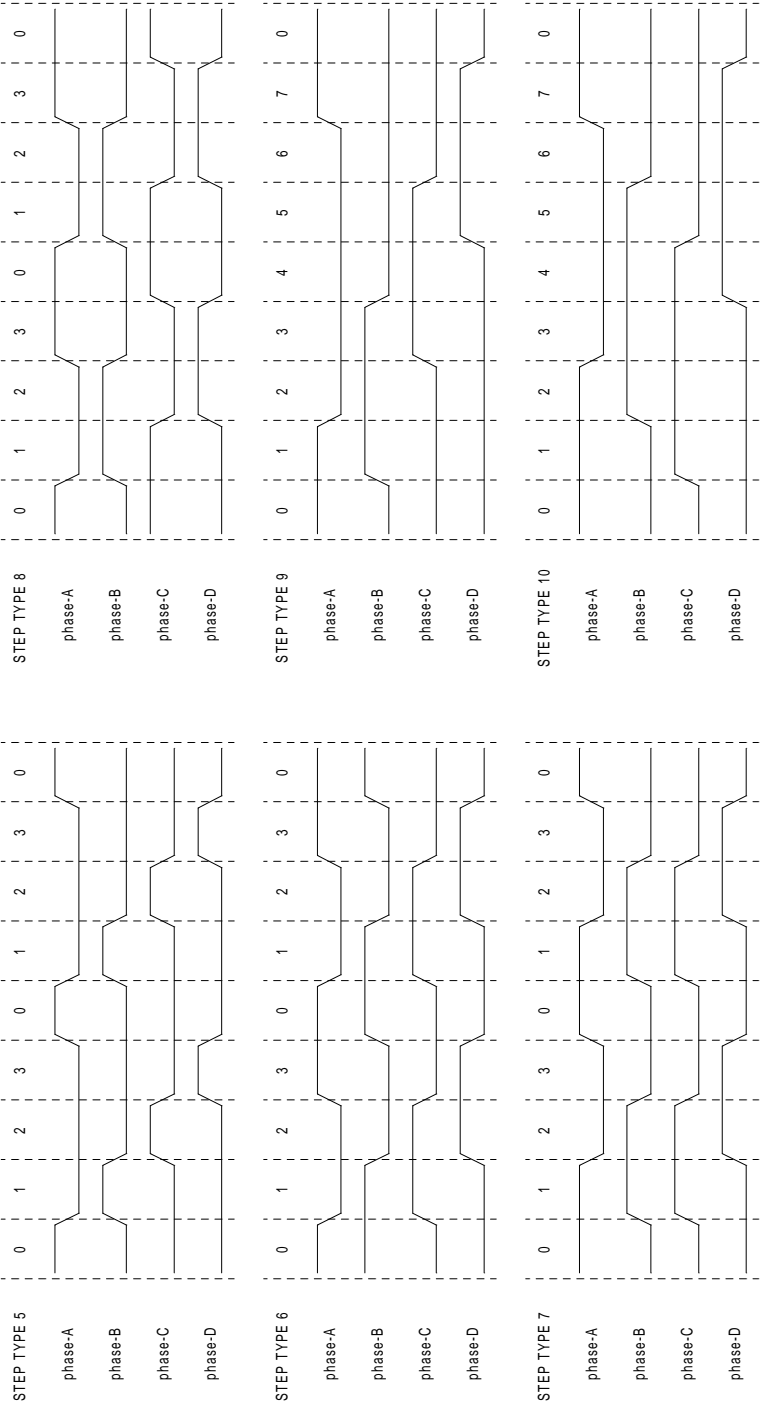 STEP TYPE 5
0 1 2 3 0 1 2 3 0
phase-A
phase-B
phase-C
phase-D
STEP TYPE 8
0 1 2 3 0 1 2 3 0
phase-A
phase-B
phase-C
phase-D
STEP TYPE 6
0 1 2 3 0 1 2 3 0
phase-A
phase-B
phase-C
phase-D
STEP TYPE 9
0 1 2 3 4 5 6 7 0
phase-A
phase-B
phase-C
phase-D
STEP TYPE 7
0 1 2 3 0 1 2 3 0
phase-A
phase-B
phase-C
phase-D
STEP TYPE 10
0 1 2 3 4 5 6 7 0
phase-A
phase-B
phase-C
phase-D